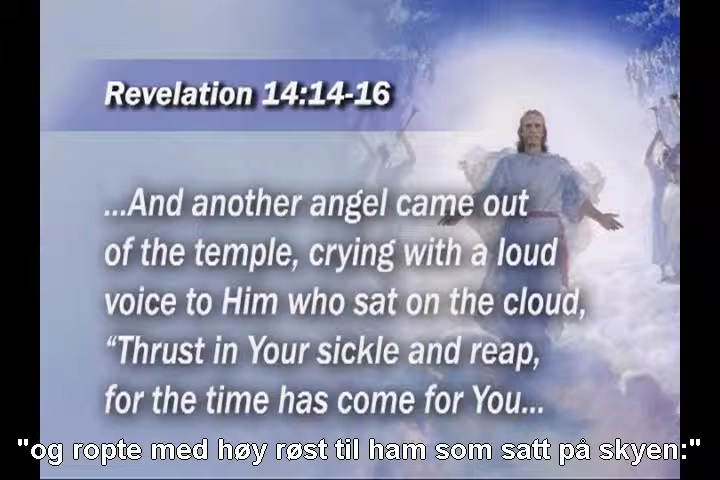 Revelation 14:14-16
...And another angel came out
of the temple, crying with a loud
voice to Him who sat on the cloud,
“Thrust in Your sickle and reap,
for the time has come for You...
"og ropte med høy røst til ham som satt på skyen:"